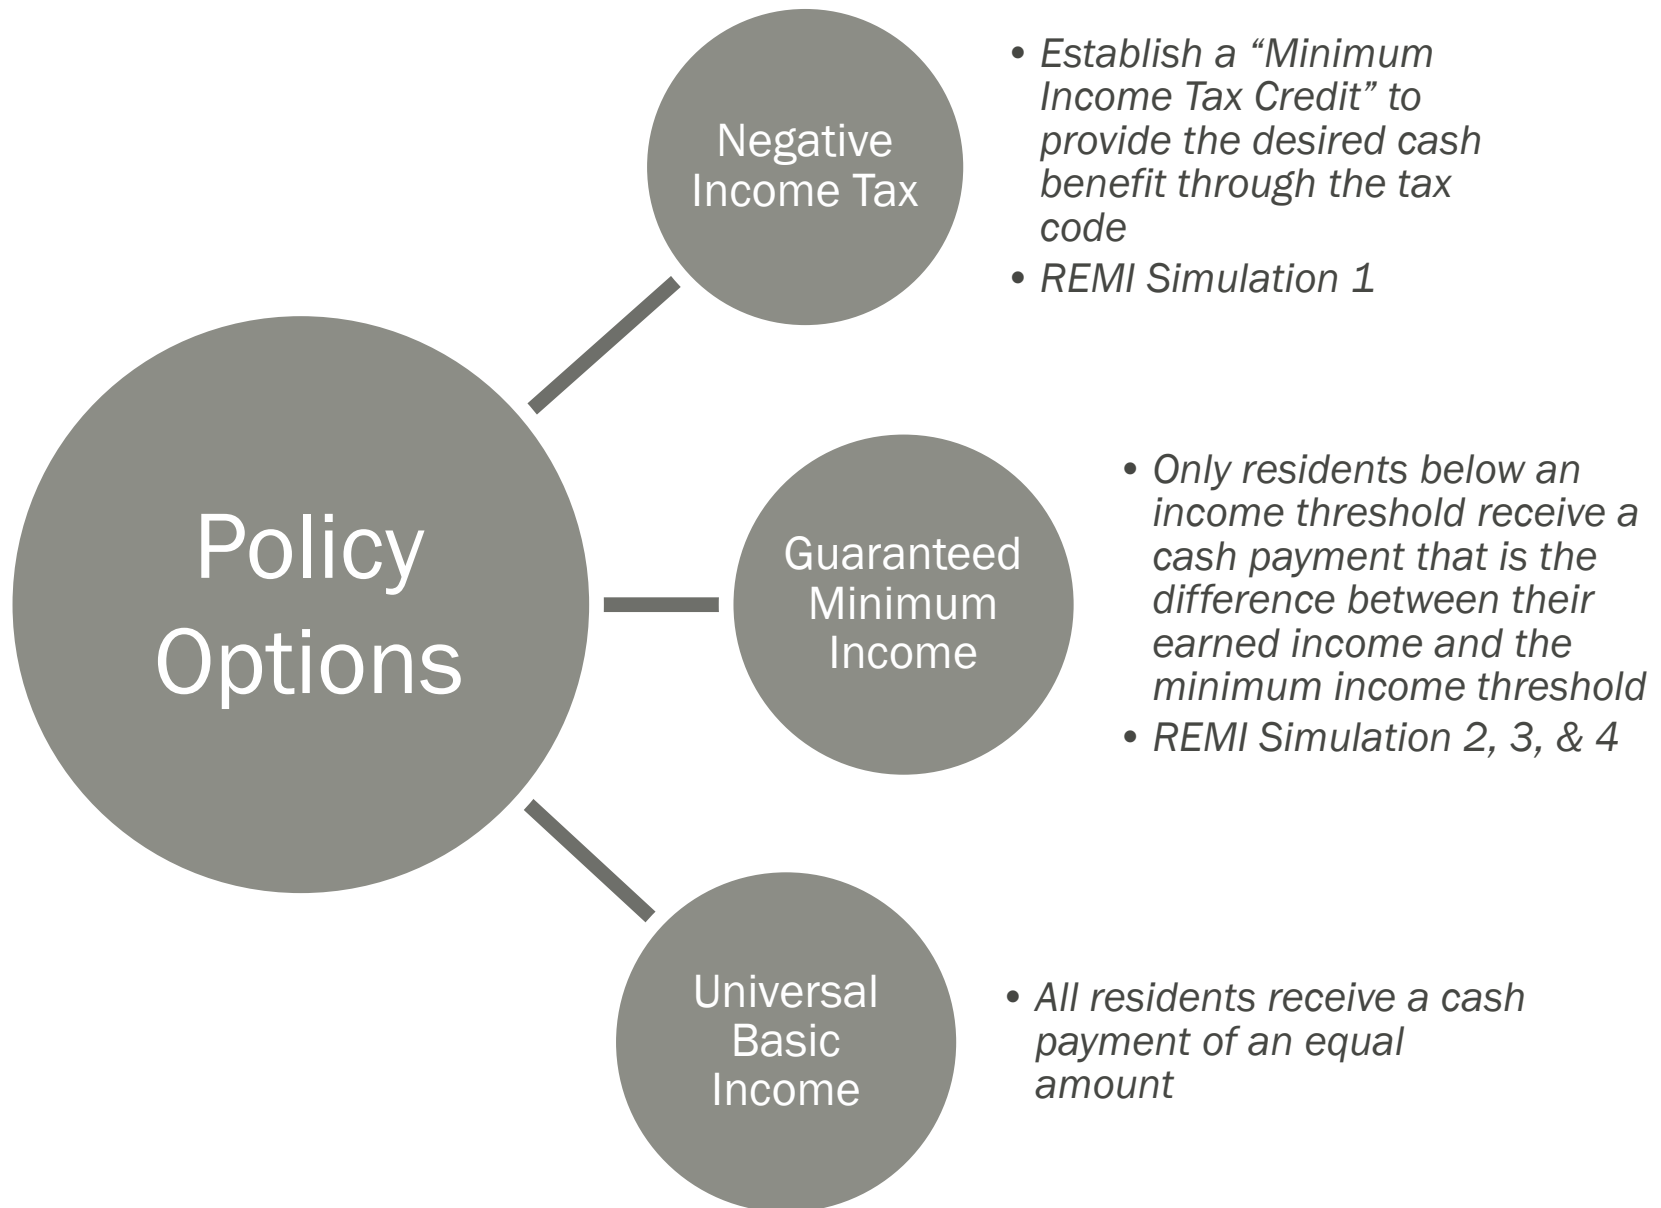 Policy
Options
Negative
Income Tax
• Establish a “Minimum
Income Tax Credit” to
provide the desired cash
benefit through the tax
code
• REMI Simulation 1
Guaranteed
Minimum
Income
• Only residents below an
income threshold receive a
cash payment that is the
difference between their
earned income and the
minimum income threshold
• REMI Simulation 2, 3, & 4
Universal
Basic
Income
• All residents receive a cash
payment of an equal
amount